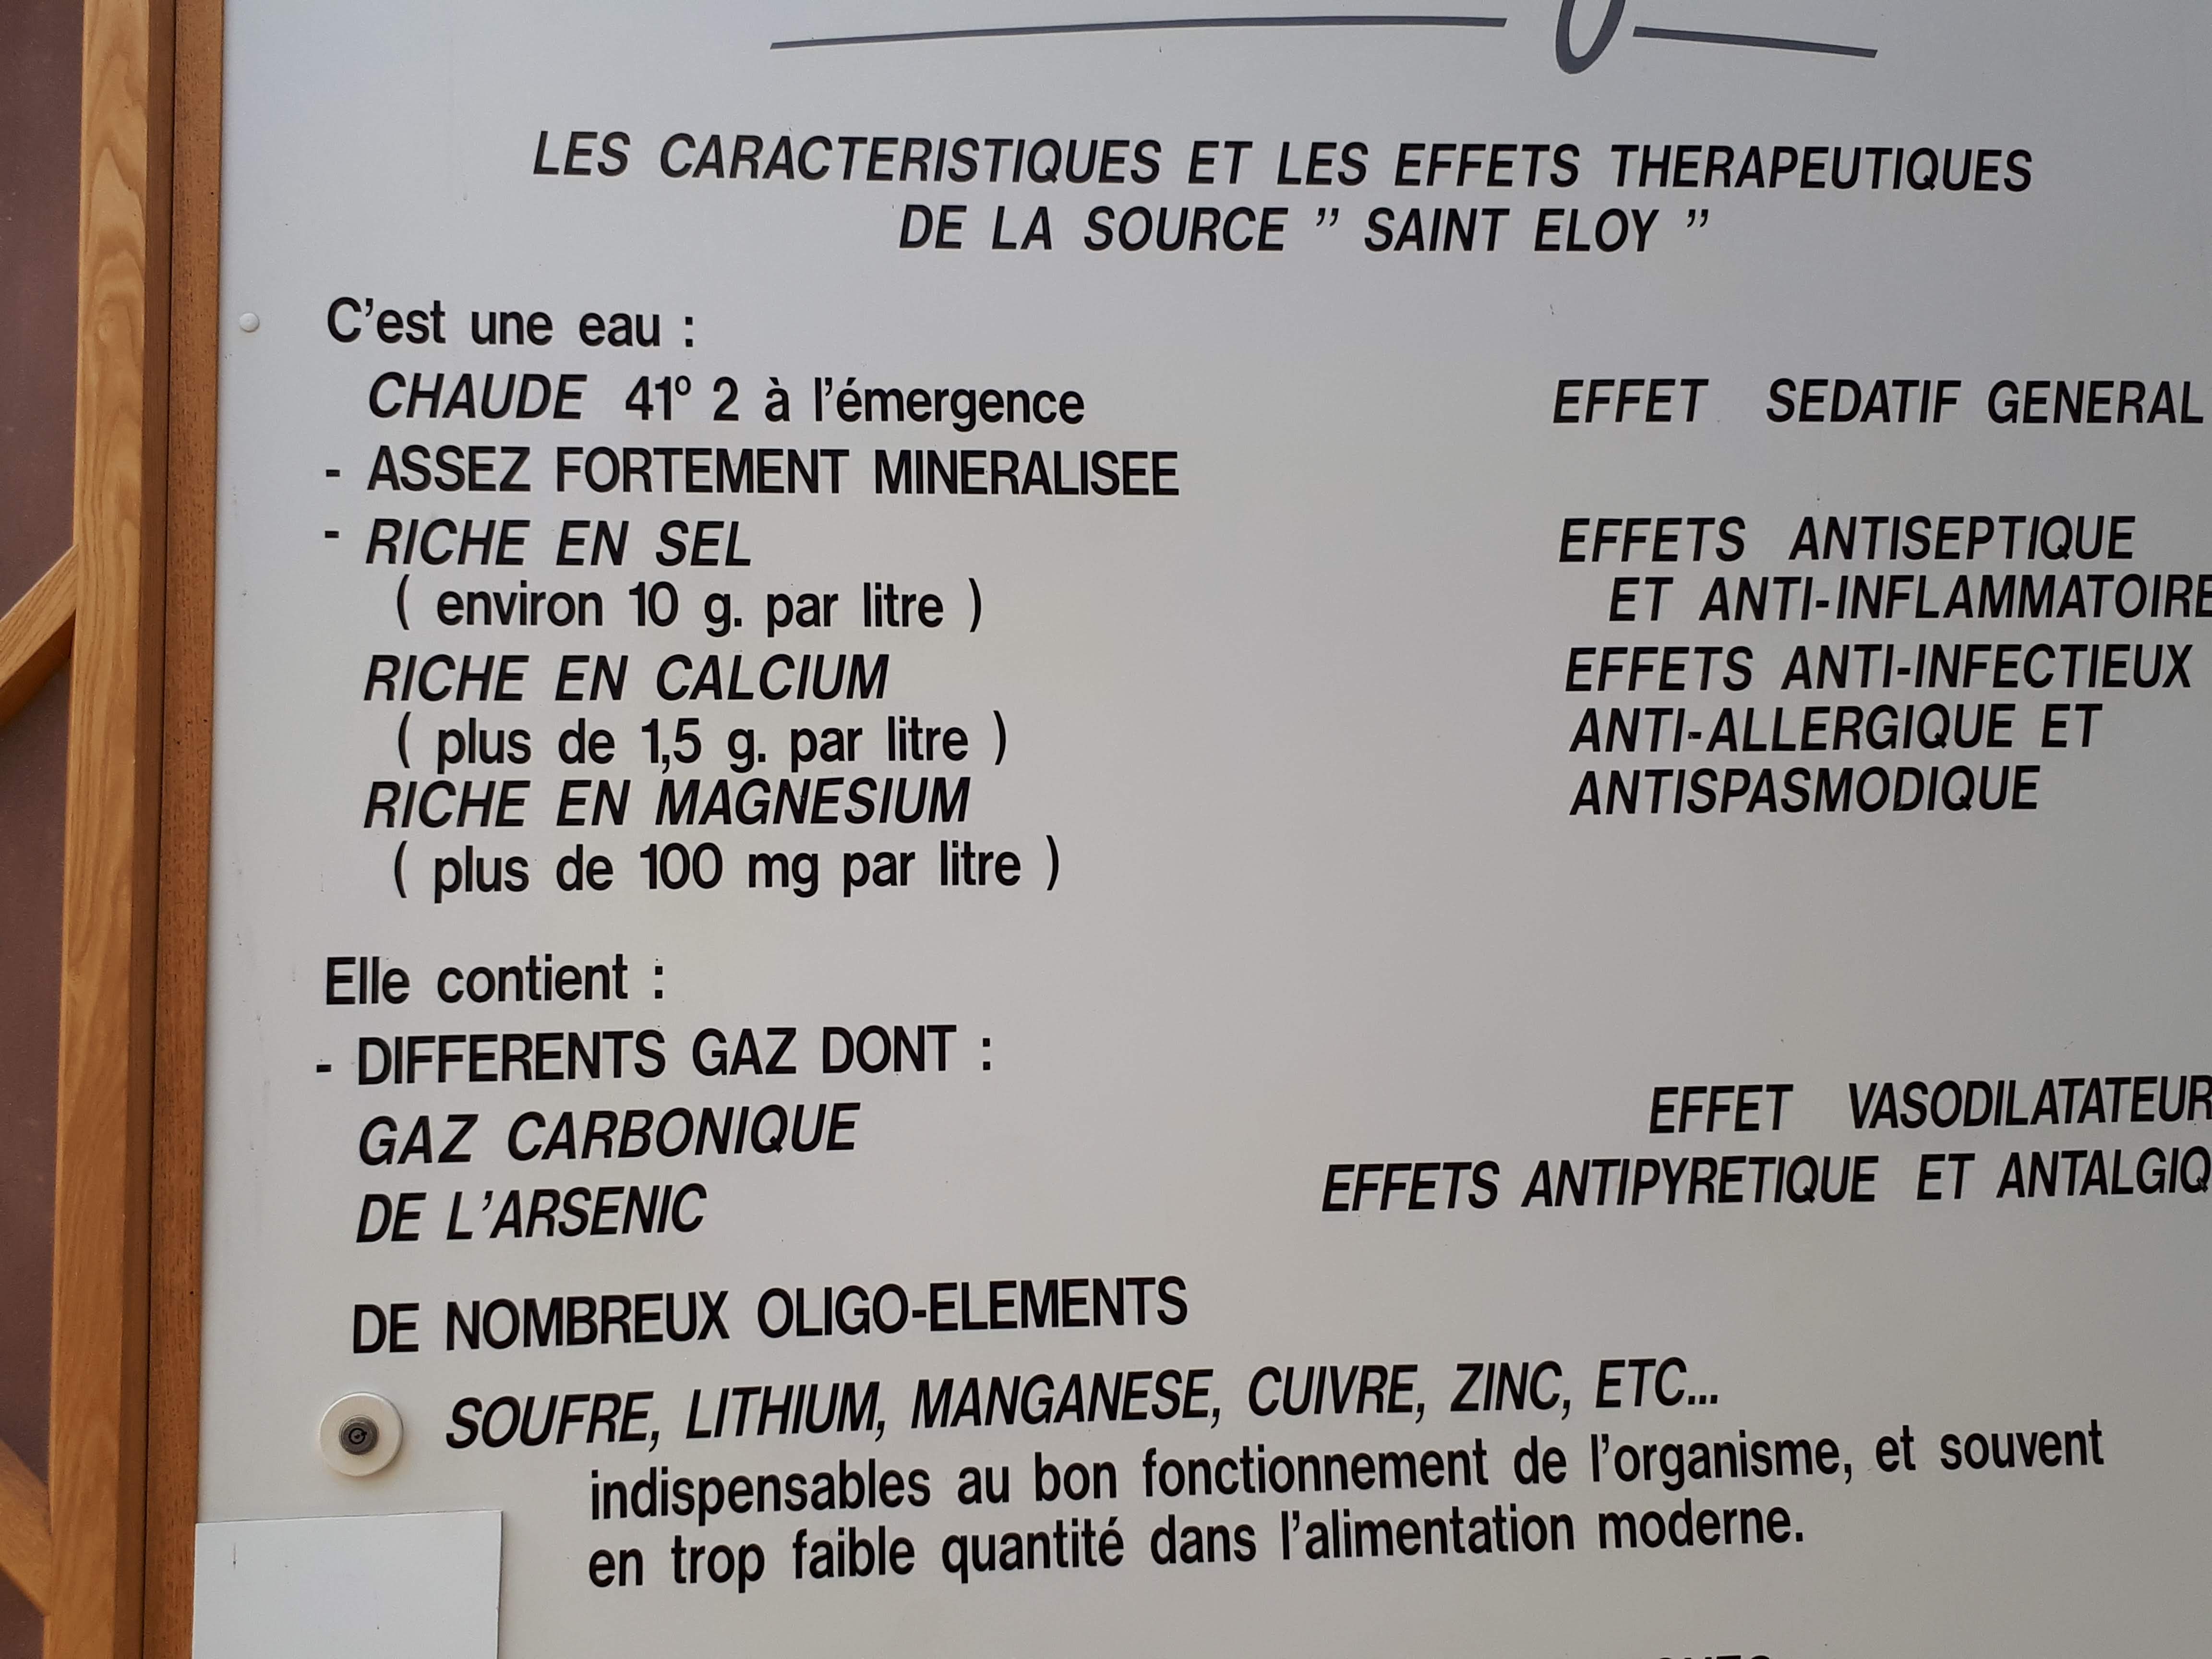 LES CARACTERISTIQUES ET LES EFFETS THERAPEUTIQUES
DE LA SOURCE ” SAINT ELOY ”
C’est une eau :
CHAUDE 41° 2 à l’émergence EFFET SEDATIF GENERAL
- ASSEZ FORTEMENT MINERALISEE
- RICHE EN SEL EFFETS ANTISEPTIQUE
( environ 10 g. par litre ) ET ANTI-INFLAMMATOIRE
RICHE EN CALCIUM EFFETS ANTI-INFECTIEUX
( plus de 1,5 g. par litre ) ANTI-ALLERGIQUE ET
RICHE EN MAGNESIUM ANTISPASMODIQUE
( plus de 100 mg par litre )
Elle contient :
- DIFFERENTS GAZ DONT :
GAZ CARBONIQUE EFFET VASODILATATEUR
DE L’ARSENIC EFFETS ANTIPYRETIQUE ET ANTALGIQ
DE NOMBREUX OLIGO-ELEMENTS
SOUFRE, LITHIUM, MANGANESE, CUIVRE, ZINC, ETC...
indispensables au bon fonctionnement de l’organisme, et souvent
en trop faible quantité dans l’alimentation moderne.